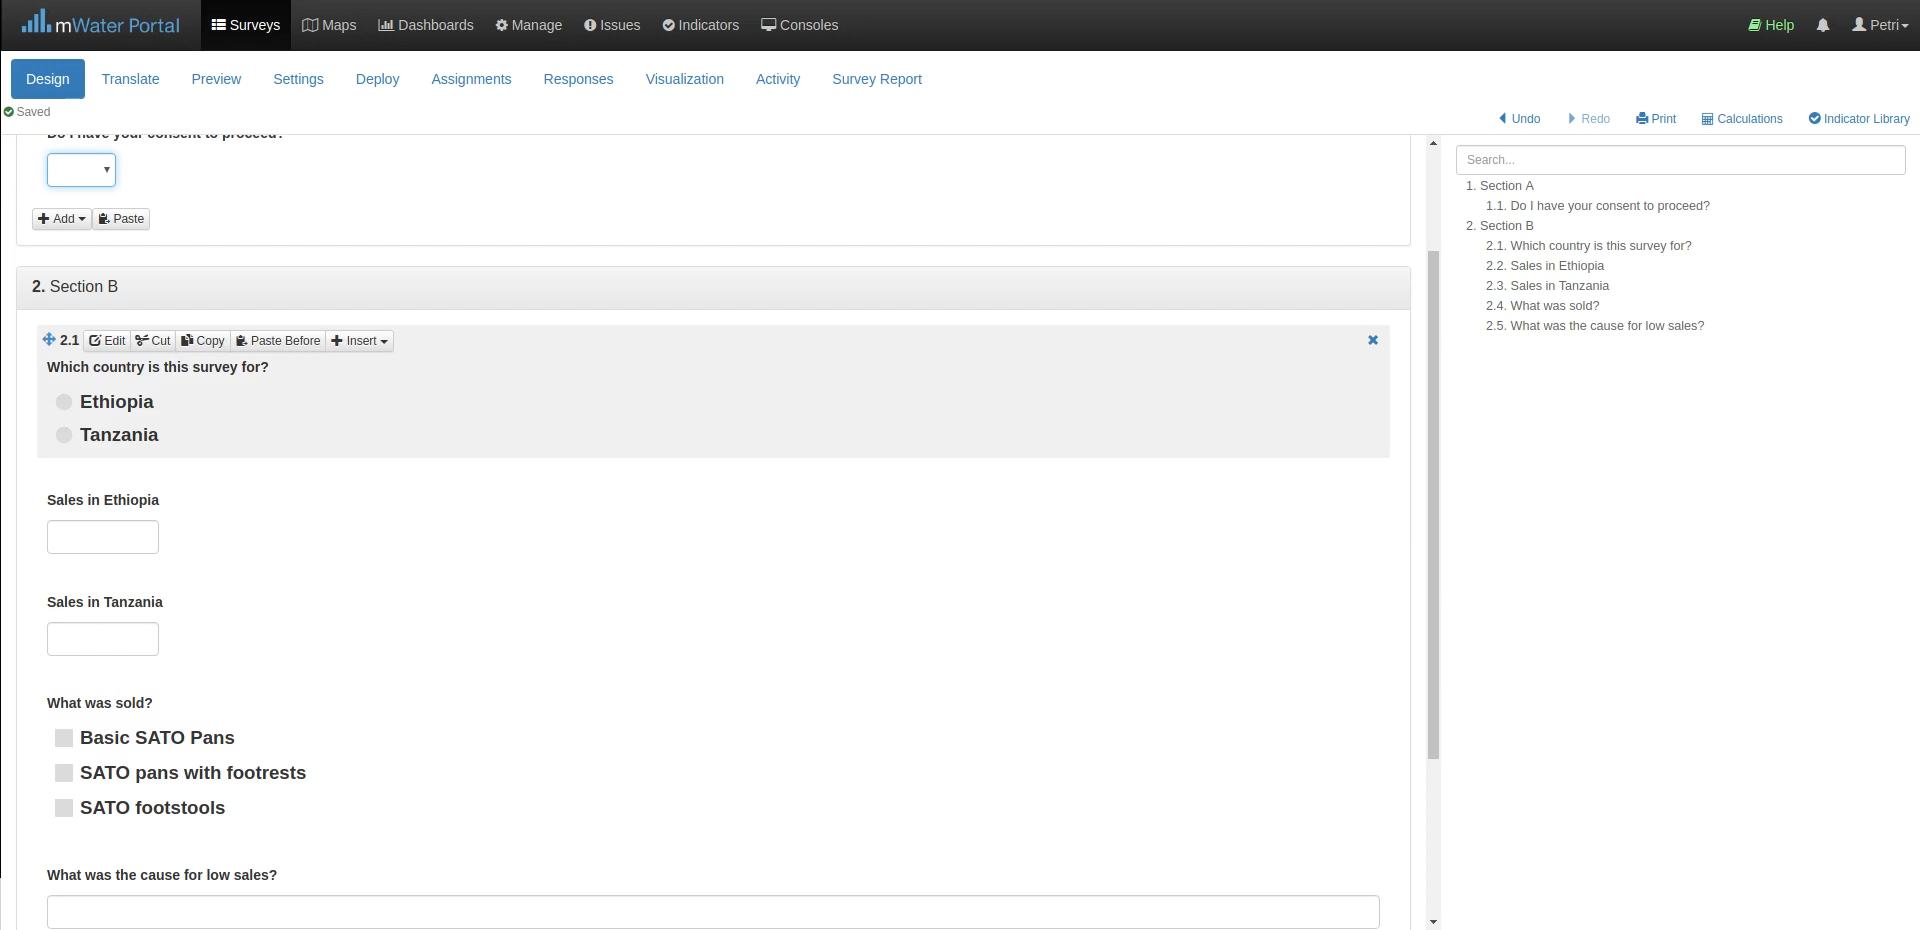 mWater Portal Surveys Maps Dashboards Manage Issues Indicators Consoles Help Petri
Design Translate Preview Settings Deploy Assignments Responses Visualization Activity Survey Report
Saved
Undo Redo Print Calculations Indicator Library
Do I have your consent to proceed?
Add Paste
2. Section B
2.1 Edit Cut Copy Paste Before Insert
Which country is this survey for?
Ethiopia
Tanzania
Sales in Ethiopia
Sales in Tanzania
What was sold?
Basic SATO Pans
SATO pans with footrests
SATO footstools
What was the cause for low sales?
Search...
1. Section A
1.1. Do I have your consent to proceed?
2. Section B
2.1. Which country is this survey for?
2.2. Sales in Ethiopia
2.3. Sales in Tanzania
2.4. What was sold?
2.5. What was the cause for low sales?